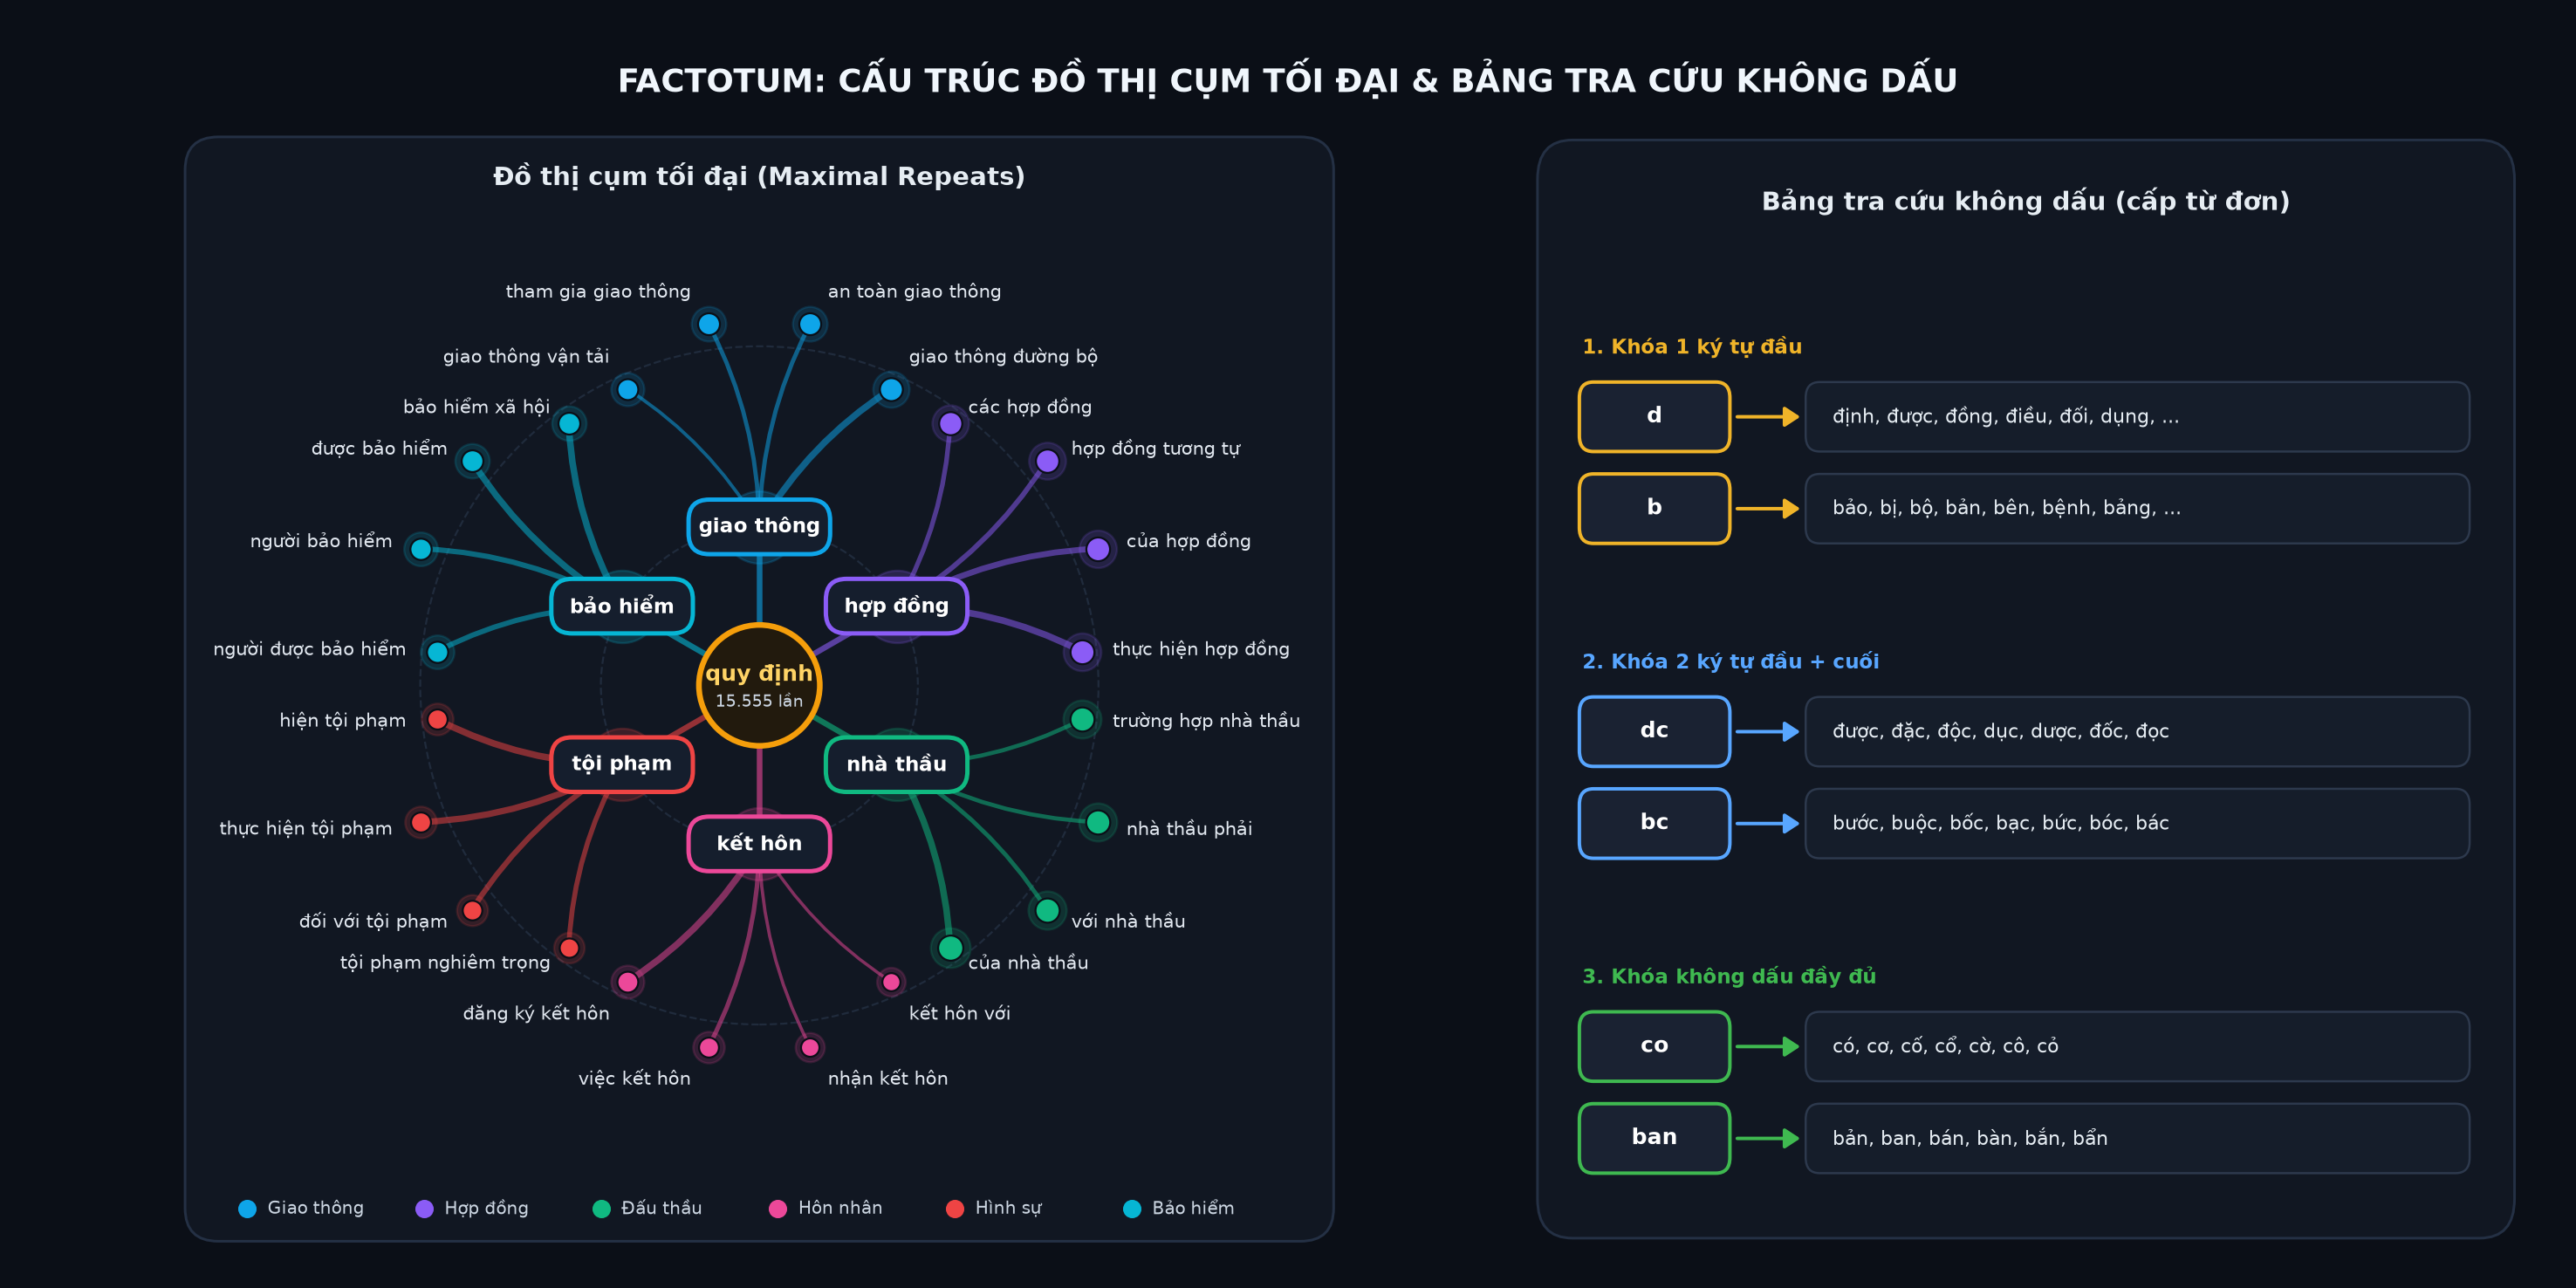 FACTOTUM: CẤU TRÚC ĐỒ THỊ CỤM TỐI ĐẠI & BẢNG TRA CỨU KHÔNG DẤU
Đồ thị cụm tối đại (Maximal Repeats)
tham gia giao thông
an toàn giao thông
giao thông vận tải
giao thông đường bộ
bảo hiểm xã hội
các hợp đồng
được bảo hiểm
hợp đồng tương tự
giao thông
người bảo hiểm
của hợp đồng
bảo hiểm
hợp đồng
người được bảo hiểm
thực hiện hợp đồng
quy định
15.555 lần
hiện tội phạm
trường hợp nhà thầu
tội phạm
nhà thầu
thực hiện tội phạm
nhà thầu phải
kết hôn
đối với tội phạm
với nhà thầu
tội phạm nghiêm trọng
của nhà thầu
đăng ký kết hôn
kết hôn với
việc kết hôn
nhận kết hôn
Giao thông
Hợp đồng
Đấu thầu
Hôn nhân
Hình sự
Bảo hiểm
Bảng tra cứu không dấu (cấp từ đơn)
1. Khóa 1 ký tự đầu
d
định, được, đồng, điều, đối, dụng, ...
b
bảo, bị, bộ, bản, bên, bệnh, bảng, ...
2. Khóa 2 ký tự đầu + cuối
dc
được, đặc, độc, dục, dược, đốc, đọc
bc
bước, buộc, bốc, bạc, bức, bóc, bác
3. Khóa không dấu đầy đủ
co
có, cơ, cố, cổ, cờ, cô, cỏ
ban
bản, ban, bán, bàn, bắn, bẩn